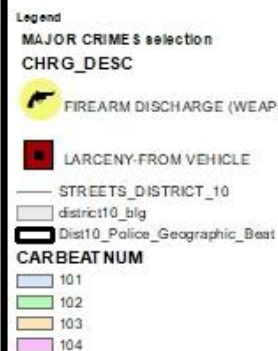 Legend
MAJOR CRIMES selection
CHRG_DESC
FIREARM DISCHARGE (WEAP
LARCENY-FROM VEHICLE
STREETS_DISTRICT_10
district10_blg
Dist10_Police_Geographic_Beat
CARBEATNUM
101
102
103
104